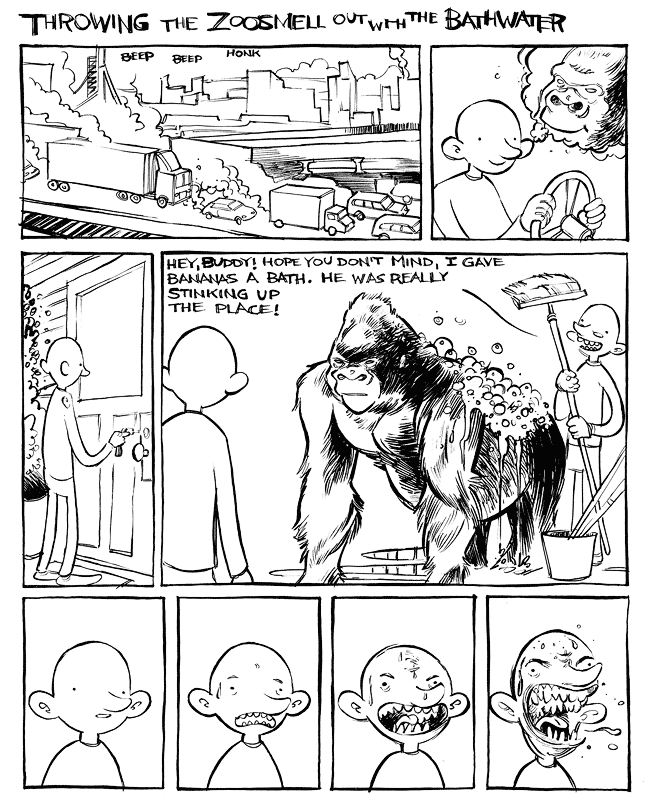 THROWING THE ZOOSMELL OUT WITH THE BATHWATER
BEEP BEEP HONK
HEY, BUDDY! HOPE YOU DON'T MIND, I GAVE
BANANAS A BATH. HE WAS REALLY
STINKING UP
THE PLACE!